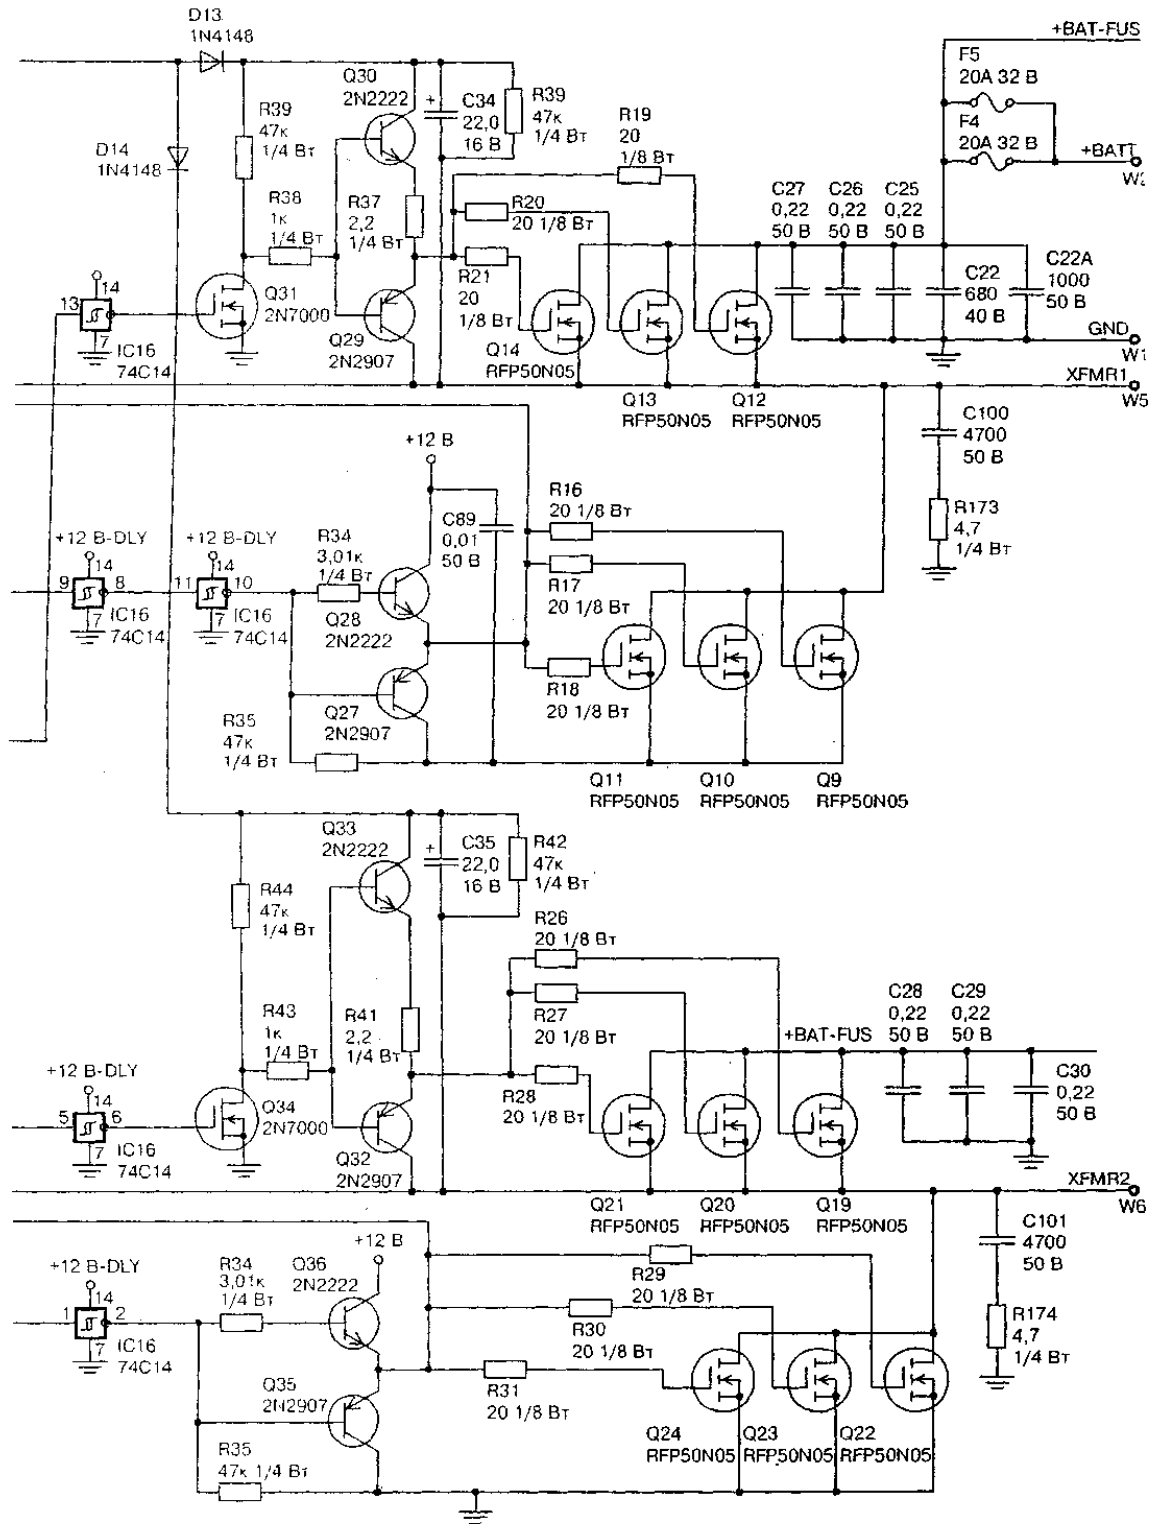 D13
1N4148
+BAT-FUS
F5
20A 32 В
F4
20A 32 В
+BATT
Q30
2N2222
R39
47к
1/4 Вт
C34
22,0
16 В
R39
47к
1/4 Вт
R19
20
1/8 Вт
D14
1N4148
R38
1к
1/4 Вт
R37
2,2
1/4 Вт
R20
20 1/8 Вт
R21
20
1/8 Вт
C27
0,22
50 В
C26
0,22
50 В
C25
0,22
50 В
C22
680
40 В
C22A
1000
50 В
GND
W1
13
14
7
IC16
74C14
Q31
2N7000
Q29
2N2907
Q14
RFP50N05
Q13
RFP50N05
Q12
RFP50N05
XFMR1
W5
C100
4700
50 В
R173
4,7
1/4 Вт
+12 В
C89
0,01
50 В
R16
20 1/8 Вт
R17
20 1/8 Вт
R18
20 1/8 Вт
+12 В-DLY
+12 В-DLY
9
14
8
7
IC16
74C14
11
14
10
7
IC16
74C14
R34
3,01к
1/4 Вт
Q28
2N2222
Q27
2N2907
R35
47к
1/4 Вт
Q11
RFP50N05
Q10
RFP50N05
Q9
RFP50N05
Q33
2N2222
C35
22,0
16 В
R42
47к
1/4 Вт
R44
47к
1/4 Вт
R26
20 1/8 Вт
R27
20 1/8 Вт
R28
20 1/8 Вт
R43
1к
1/4 Вт
R41
2,2
1/4 Вт
+BAT-FUS
C28
0,22
50 В
C29
0,22
50 В
C30
0,22
50 В
+12 В-DLY
5
14
6
7
IC16
74C14
Q34
2N7000
Q32
2N2907
Q21
RFP50N05
Q20
RFP50N05
Q19
RFP50N05
XFMR2
W6
C101
4700
50 В
R174
4,7
1/4 Вт
+12 В
+12 В-DLY
1
14
2
7
IC16
74C14
R34
3,01к
1/4 Вт
Q36
2N2222
Q35
2N2907
R35
47к 1/4 Вт
R29
20 1/8 Вт
R30
20 1/8 Вт
R31
20 1/8 Вт
Q24
RFP50N05
Q23
RFP50N05
Q22
RFP50N05